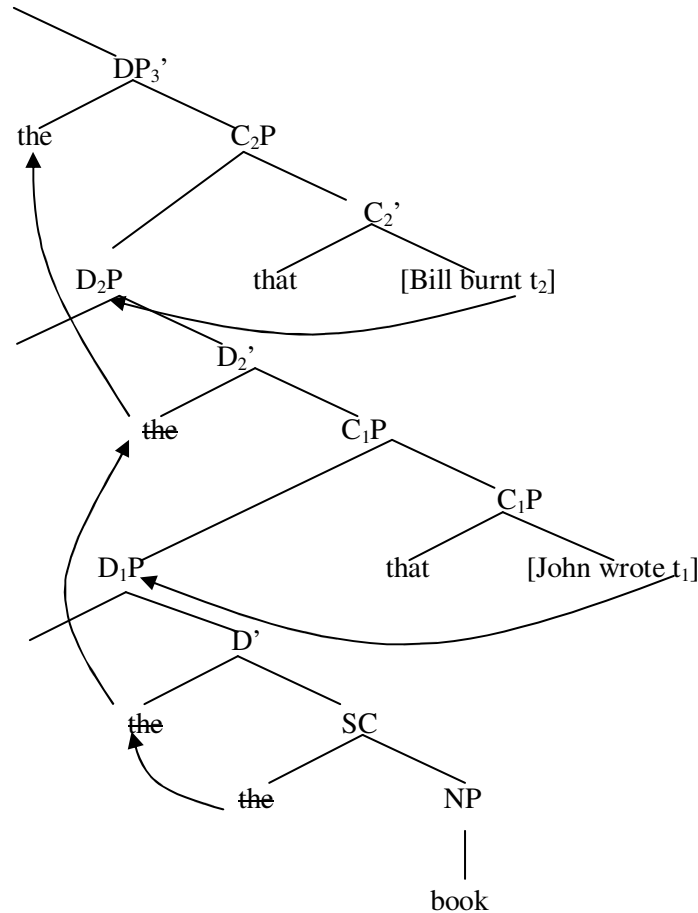 DP₃’
the C₂P
C₂’
D₂P that [Bill burnt t₂]
D₂’
the C₁P
C₁P
D₁P that [John wrote t₁]
D’
the SC
the NP
book